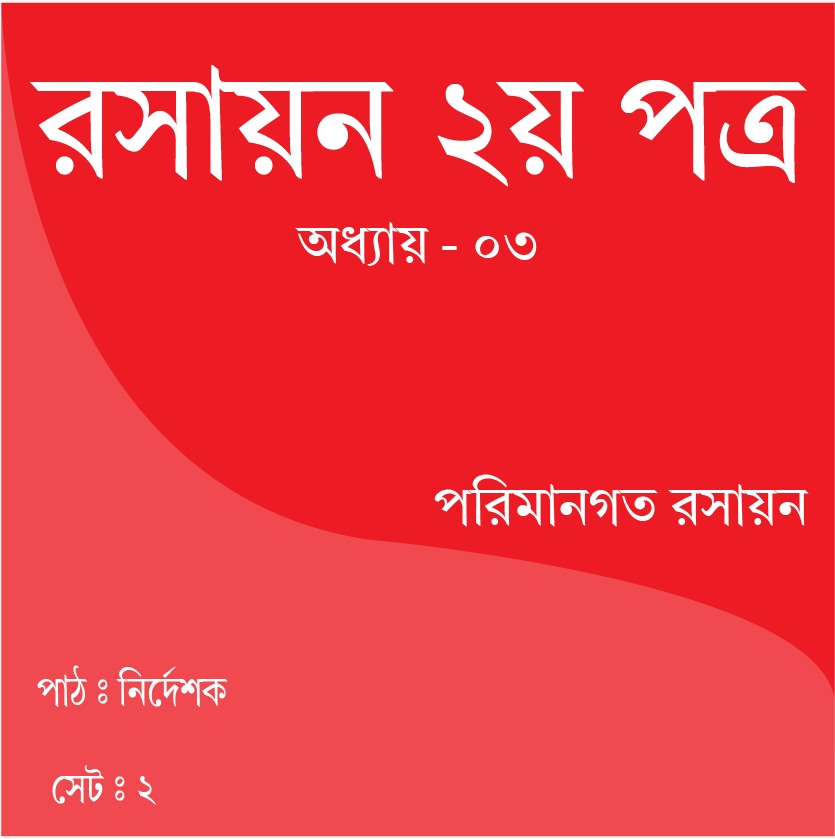 রসায়ন ২য় পত্র
অধ্যায় - ০৩
পরিমানগত রসায়ন
পাঠ ঃ নির্দেশক
সেট ঃ ২